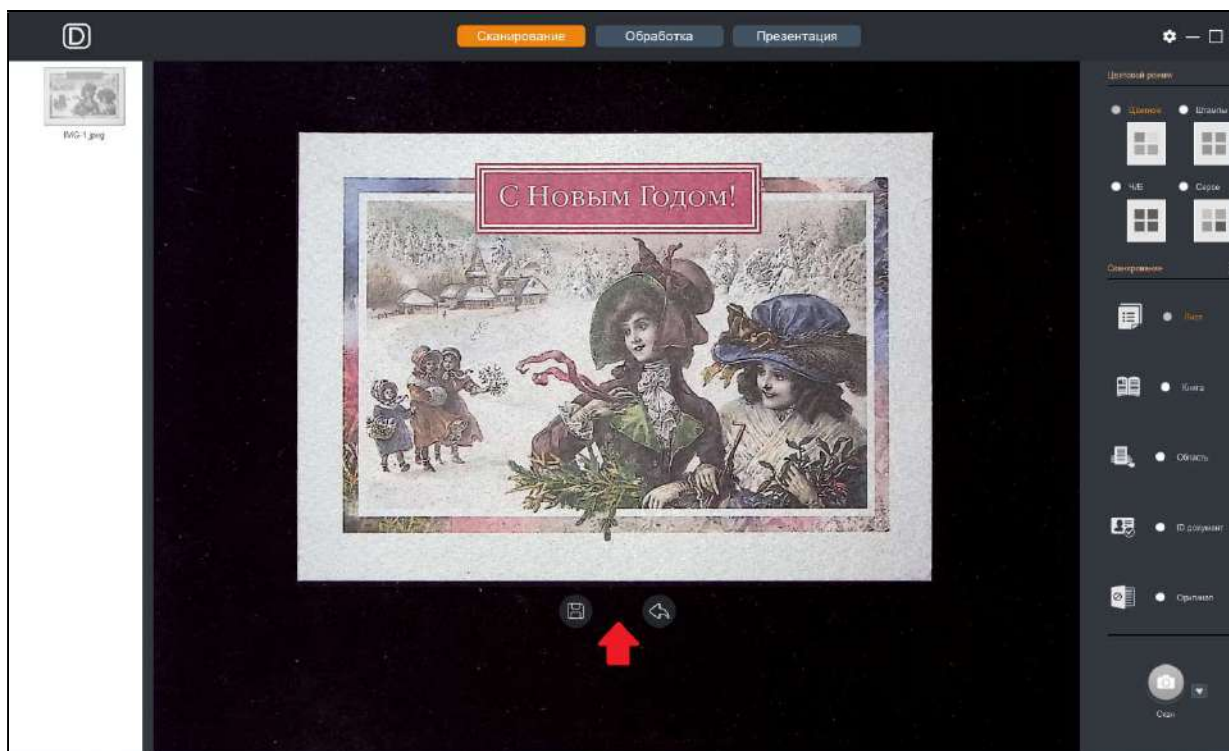 D
Сканирование
Обработка
Презентация
IMG-1.jpeg
С Новым Годом!
Цветовой режим
Цветное
Штампы
Ч/Б
Серое
Сканирование
Лист
Книга
Область
ID документ
Оригинал
Скан